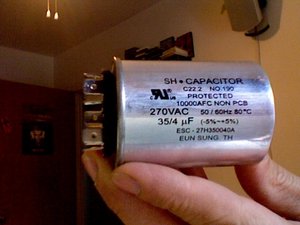 SH ✦ CAPACITOR
C22.2 NO.190
PROTECTED
10000AFC NON PCB
270VAC 50/60Hz 80°C
35/4 µF (-5%~+5%)
ESC - 27H350040A
EUN SUNG. TH